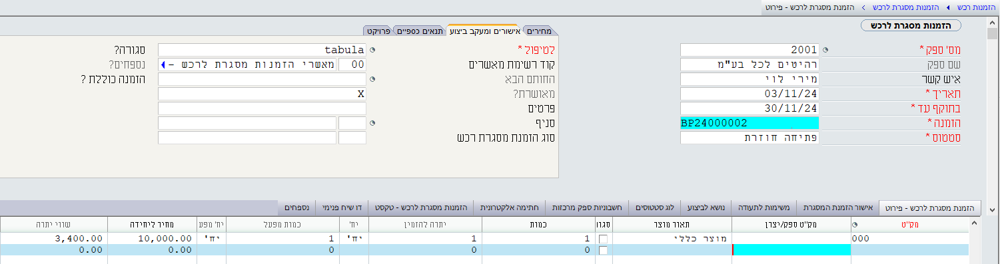 הזמנות רכש > הזמנות מסגרת לרכש > הזמנות מסגרת לרכש - פירוט
הזמנות מסגרת לרכש
מחירים אישורים ומעקב ביצוע תנאים כספיים פרויקט
מס' ספק * 2001
שם ספק רהיטים לכל בע"מ
איש קשר מירי לוי
תאריך * 03/11/24
בתוקף עד * 30/11/24
הזמנה * BP24000002
סטטוס * פתיחה חוזרת
לטיפול * tabula
קוד רשימת מאשרים 00 מאשרי הזמנות מסגרת לרכש -
החותם הבא
מאושרת? X
פרטים
סניף
סוג הזמנת מסגרת רכש
סגורה?
נספחים?
הזמנה כוללת ?
הזמנת מסגרת לרכש - פירוט אישור הזמנת המסגרת משימות לתעודה נושא לביצוע לוג סטטוסים חשבוניות ספק מרכזות חתימה אלקטרונית הזמנות מסגרת לרכש - טקסט דו שיח פנימי נספחים
מק"ט מק"ט ספק/יצרן תאור מוצר סגרו כמות יתרה להזמין יח' כמות מפעל יח' מפע מחיר ליחידה שווי יתרה
000 מוצר כללי 1 1 יח' 1 יח' 10,000.00 3,400.00
0 0 0 0.00 0.00